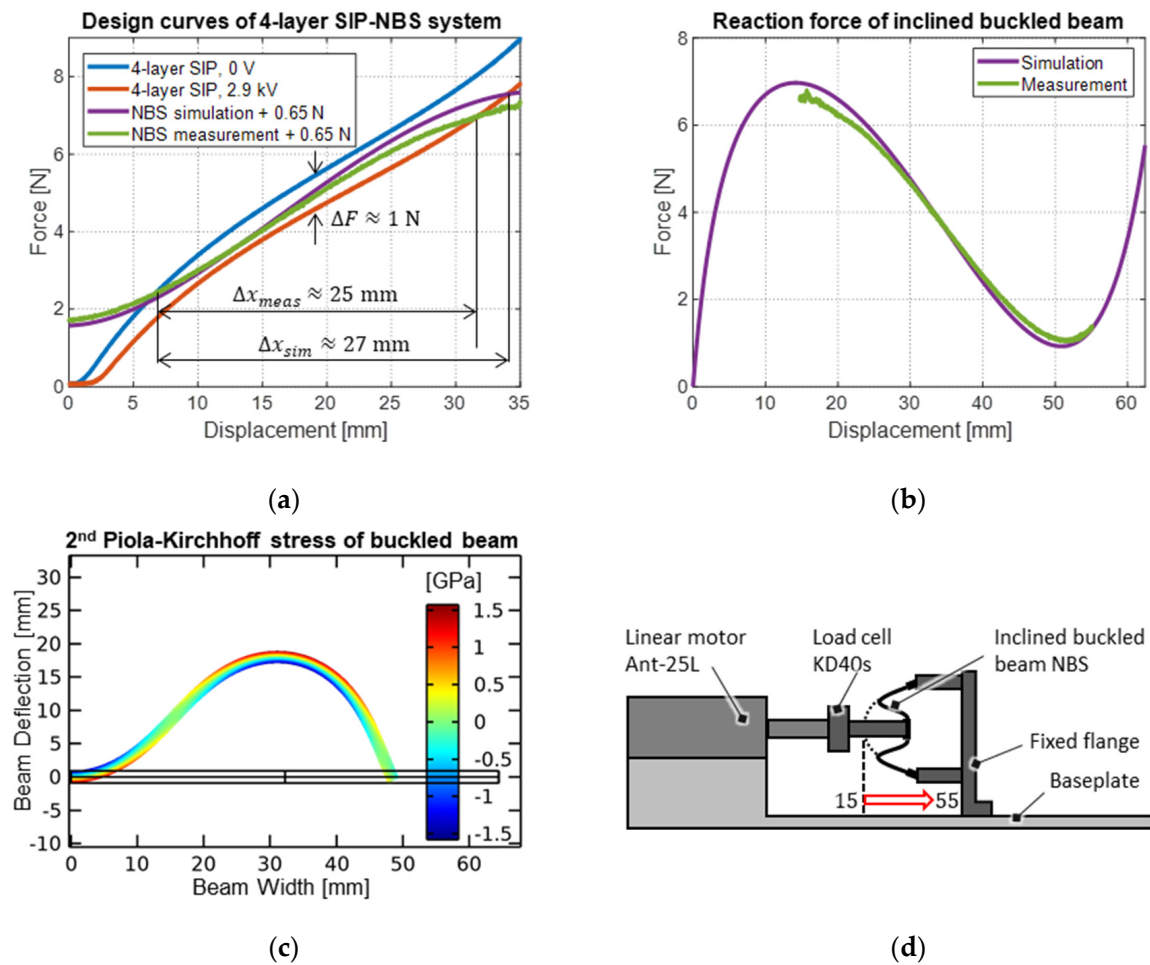 Design curves of 4-layer SIP-NBS system
4-layer SIP, 0 V
4-layer SIP, 2.9 kV
NBS simulation + 0.65 N
NBS measurement + 0.65 N
ΔF ≈ 1 N
Δx_meas ≈ 25 mm
Δx_sim ≈ 27 mm
Force [N]
8
6
4
2
0
0 5 10 15 20 25 30 35
Displacement [mm]
(a)
Reaction force of inclined buckled beam
Simulation
Measurement
Force [N]
8
6
4
2
0
0 10 20 30 40 50 60
Displacement [mm]
(b)
2nd Piola-Kirchhoff stress of buckled beam
[GPa]
1.5
1
0.5
0
-0.5
-1
-1.5
Beam Deflection [mm]
30
25
20
15
10
5
0
-5
-10
0 10 20 30 40 50 60
Beam Width [mm]
(c)
Linear motor
Ant-25L
Load cell
KD40s
Inclined buckled
beam NBS
Fixed flange
Baseplate
15 55
(d)